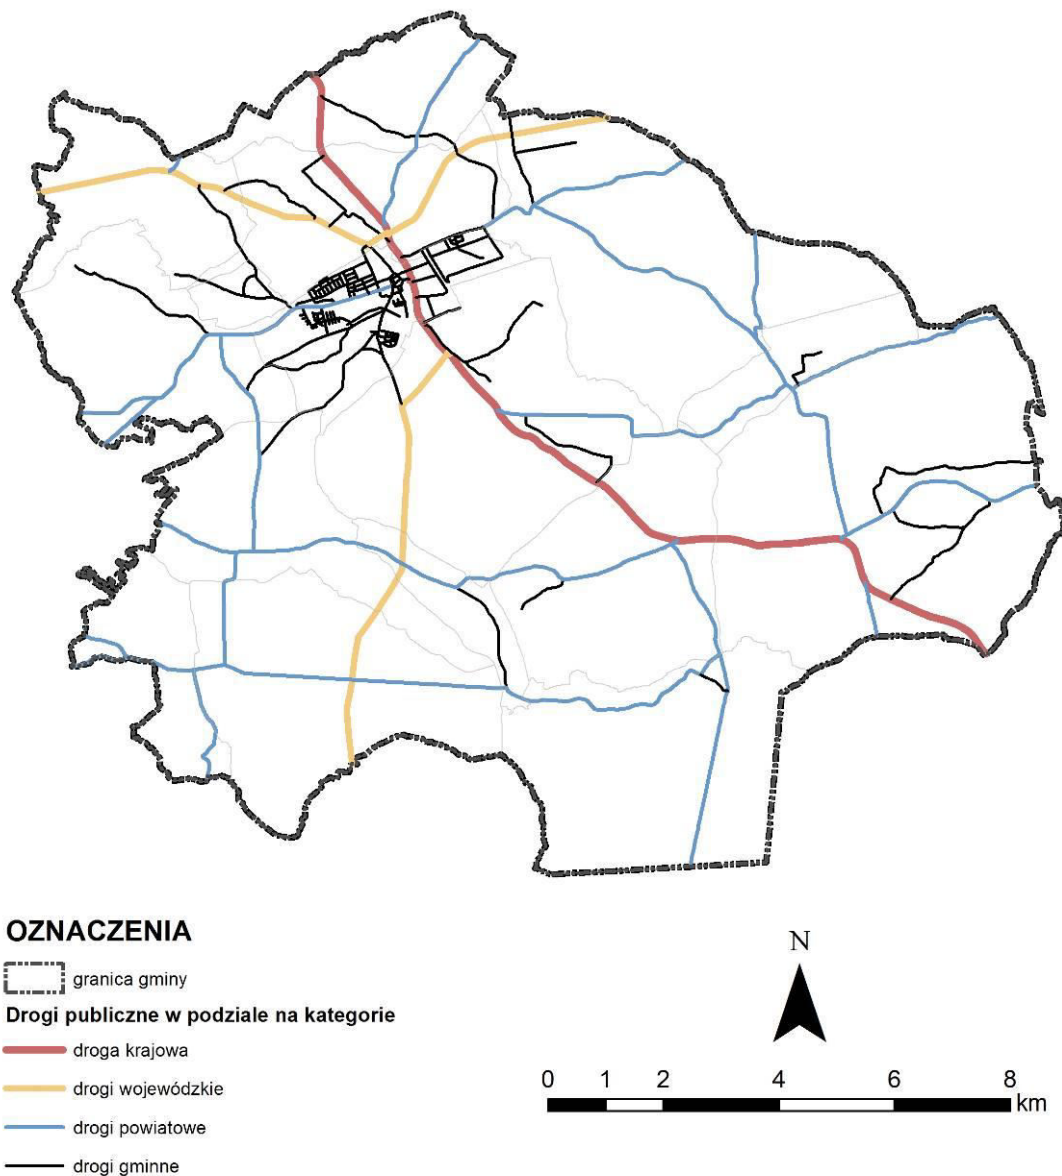 OZNACZENIA
granica gminy
Drogi publiczne w podziale na kategorie
droga krajowa
drogi wojewódzkie
drogi powiatowe
drogi gminne
N
0 1 2 4 6 8
km